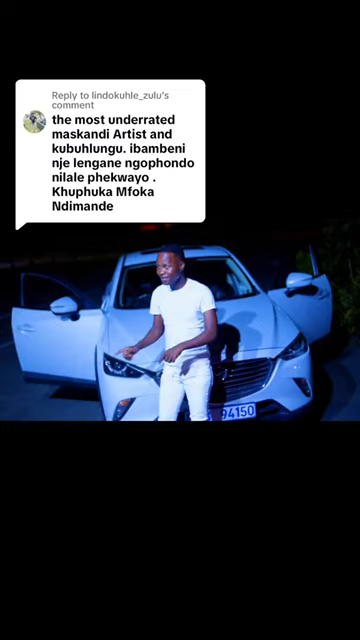 Reply to lindokuhle_zulu's
comment
the most underrated
maskandi Artist and
kubuhlungu. ibambeni
nje lengane ngophondo
nilale phekwayo .
Khuphuka Mfoka
Ndimande
94150